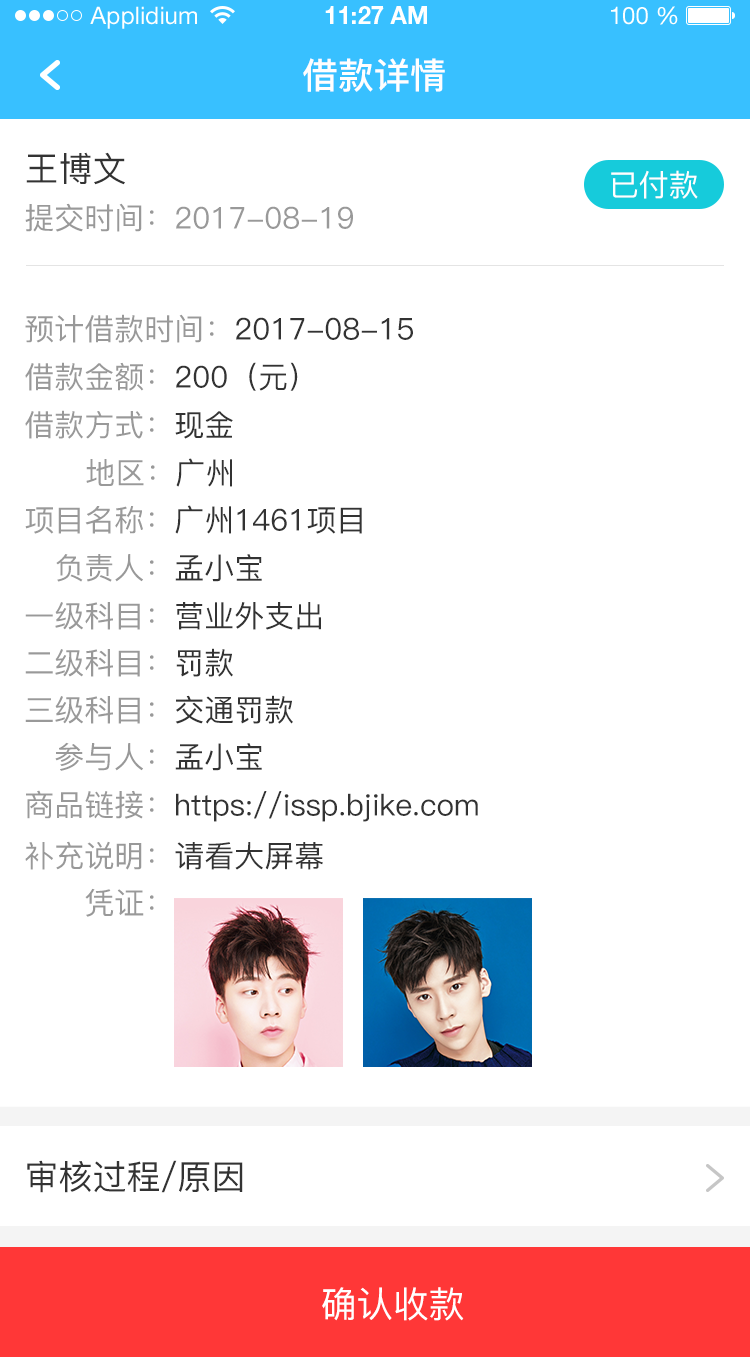 Applidium 11:27 AM 100 %
借款详情
王博文
已付款
提交时间：2017-08-19
预计借款时间：2017-08-15
借款金额：200（元）
借款方式：现金
地区：广州
项目名称：广州1461项目
负责人：孟小宝
一级科目：营业外支出
二级科目：罚款
三级科目：交通罚款
参与人：孟小宝
商品链接：https://issp.bjike.com
补充说明：请看大屏幕
凭证：
审核过程/原因
确认收款